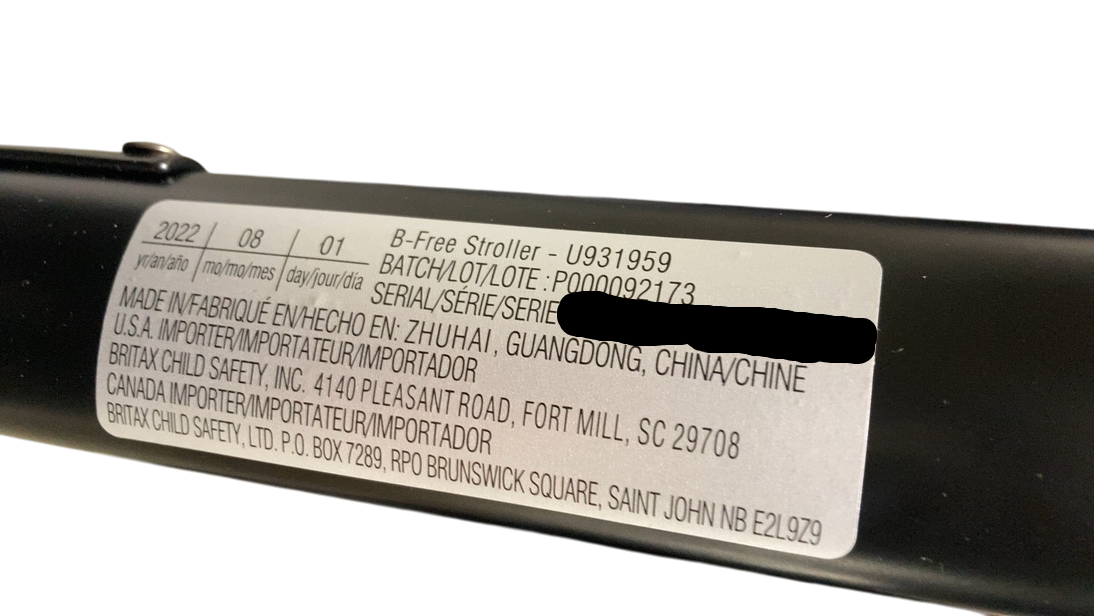 2022 / 08 / 01
yr/an/año mo/mo/mes day/jour/día
B-Free Stroller - U931959
BATCH/LOT/LOTE : P000092173
SERIAL/SÉRIE/SERIE
MADE IN/FABRIQUÉ EN/HECHO EN: ZHUHAI, GUANGDONG, CHINA/CHINE
U.S.A. IMPORTER/IMPORTATEUR/IMPORTADOR
BRITAX CHILD SAFETY, INC. 4140 PLEASANT ROAD, FORT MILL, SC 29708
CANADA IMPORTER/IMPORTATEUR/IMPORTADOR
BRITAX CHILD SAFETY, LTD. P.O. BOX 7289, RPO BRUNSWICK SQUARE, SAINT JOHN NB E2L9Z9